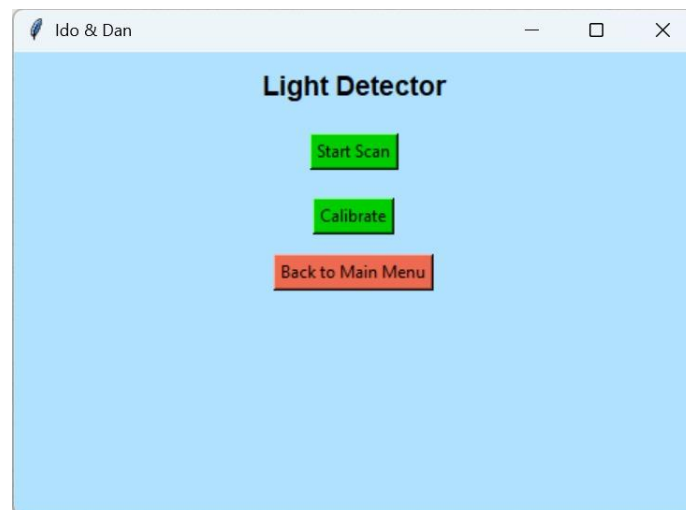 Ido & Dan
Light Detector
Start Scan
Calibrate
Back to Main Menu